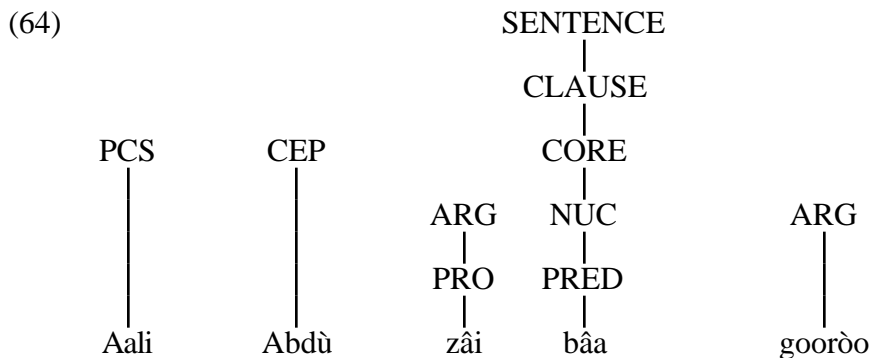 (64) SENTENCE
CLAUSE
PCS CEP CORE
ARG NUC ARG
PRO PRED
Aali Abdù zâi bâa gooròo